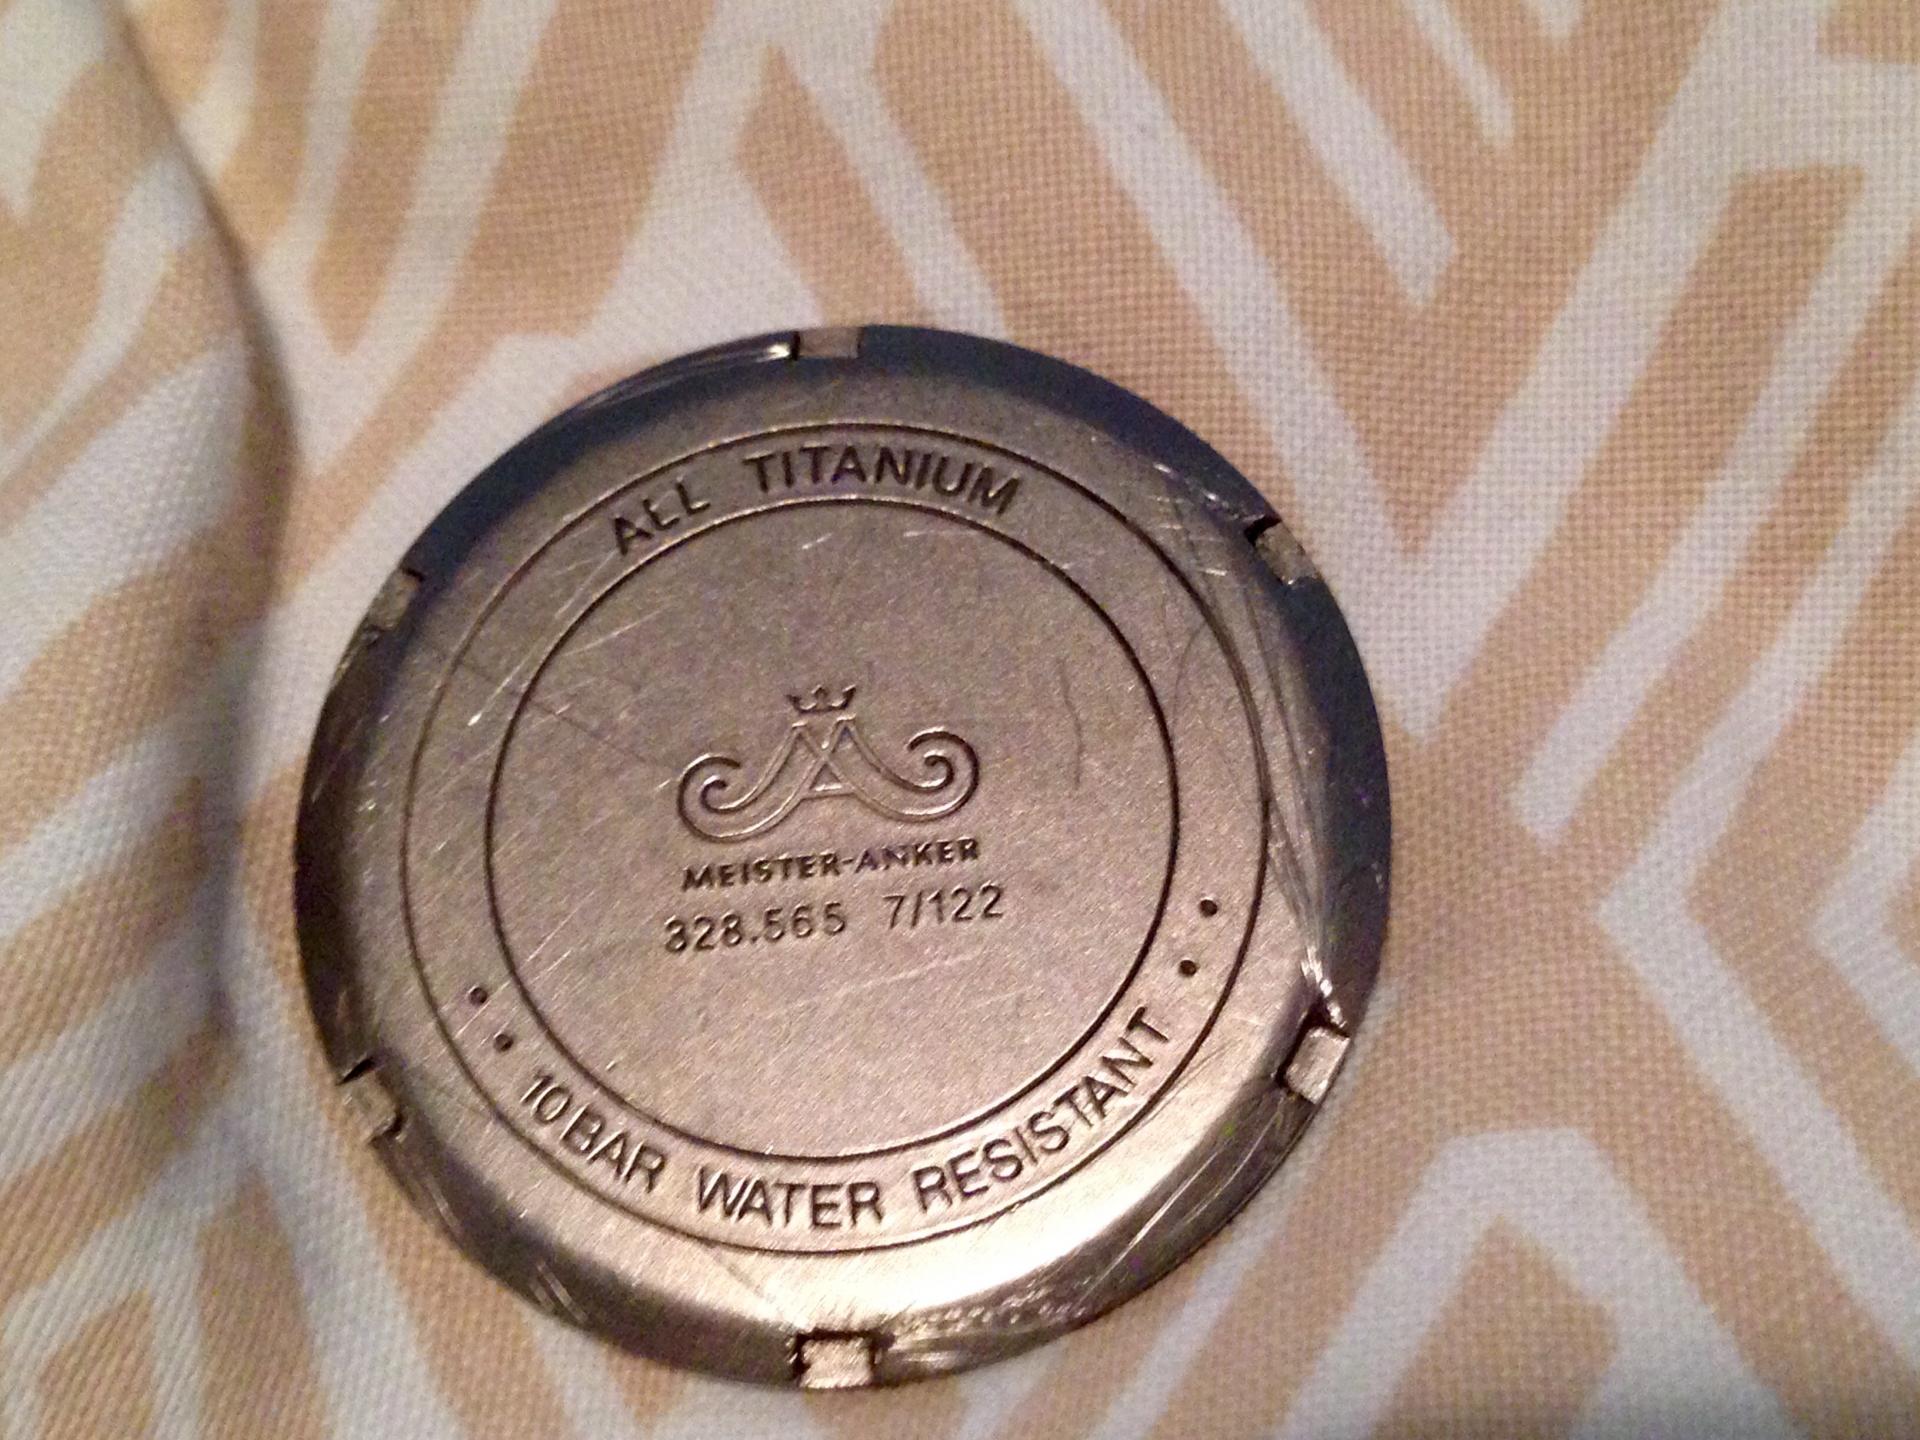 ALL TITANIUM
MEISTER-ANKER
328.565 7/122
10 BAR WATER RESISTANT